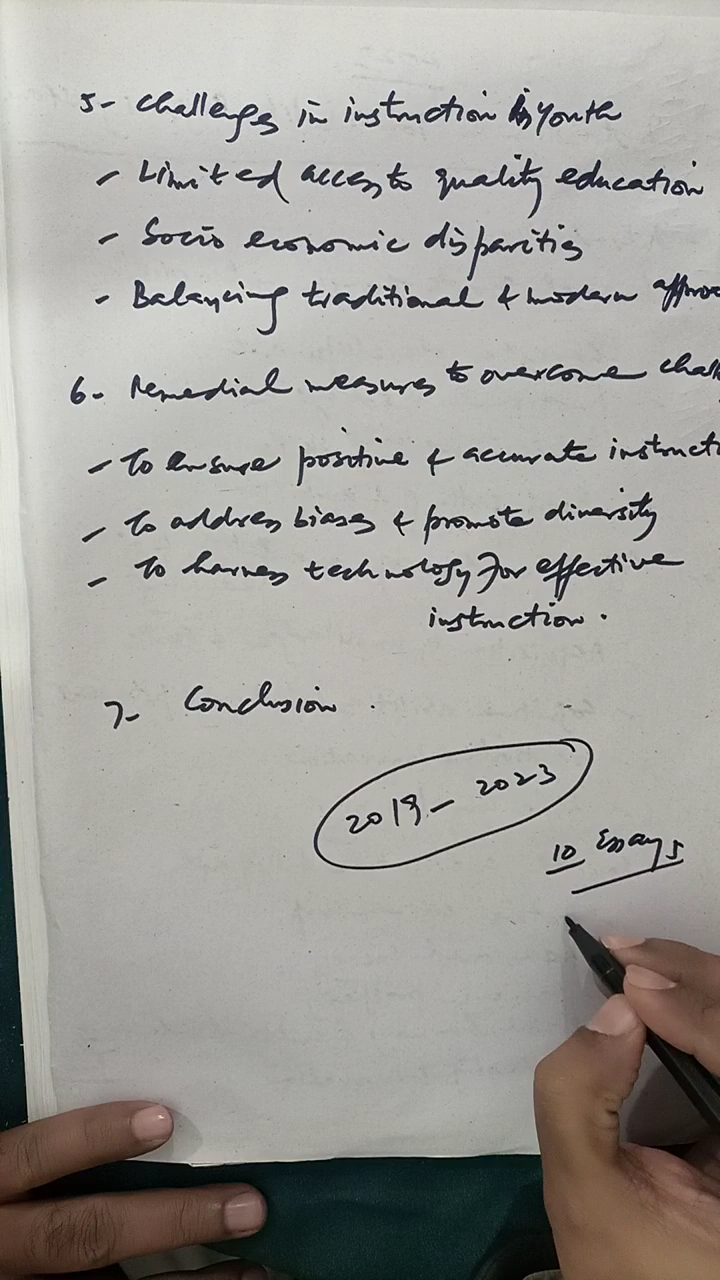 5- Challenges in instruction in youth
- Limited access to quality education
- Socio economic disparities
- Balancing traditional & modern approa
6- Remedial measures to overcome chall
- To ensure positive & accurate instructi
- To address biases & promote diversity
- To harness technology for effective
instruction.
7- Conclusion.
2019 - 2023
10 Essays